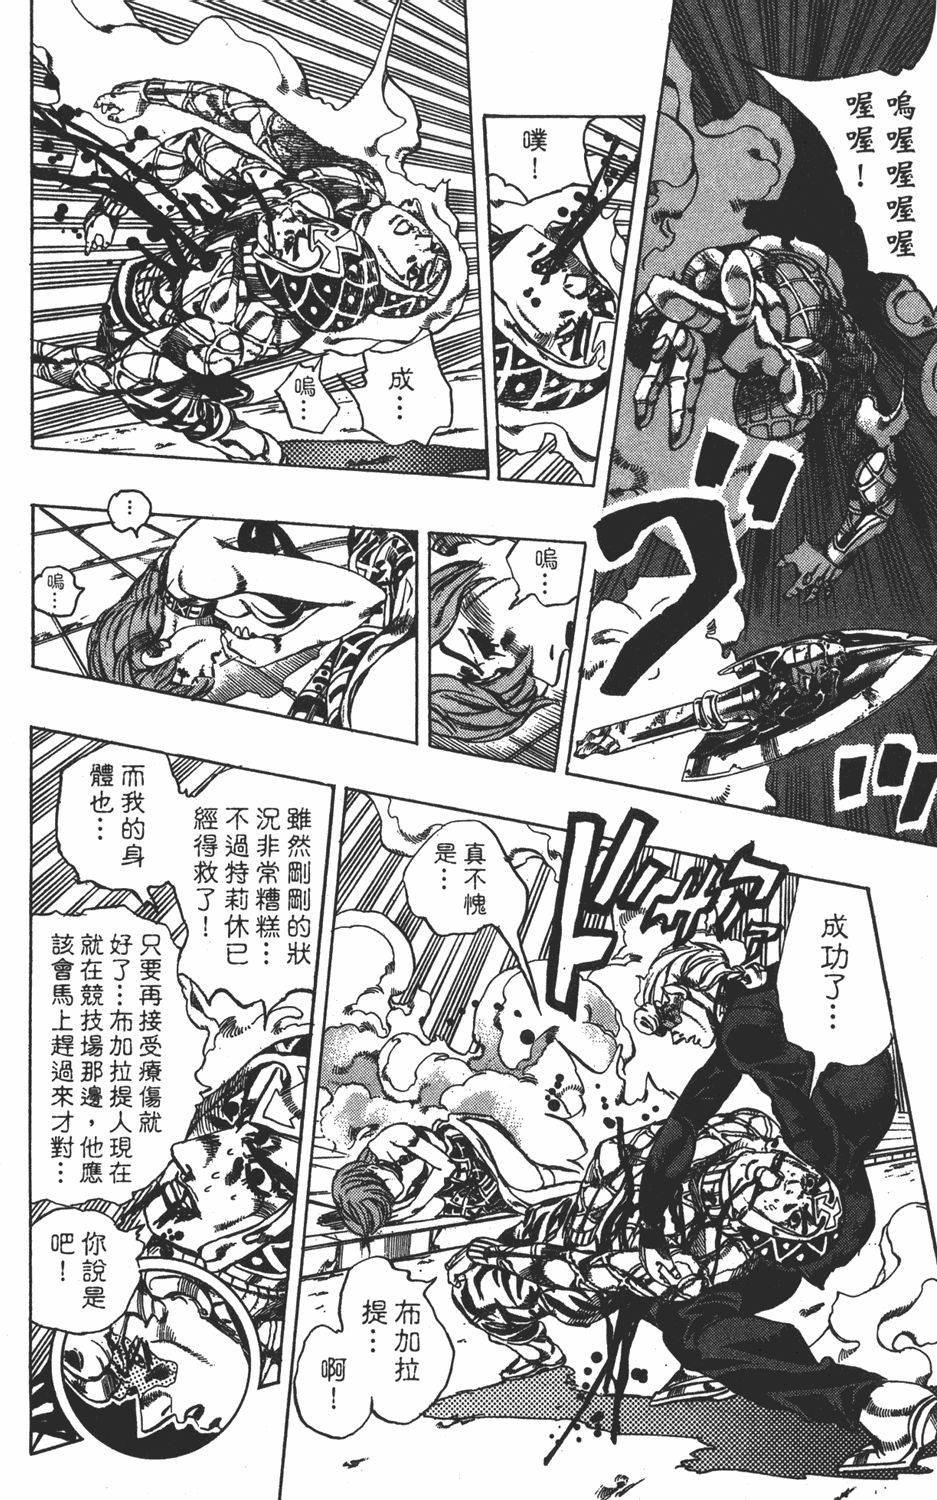 嗚喔喔喔喔
喔喔！
噗！
成…
嗚…
嗚…
…
嗚…
成功了…
真不愧
是…
布加拉
提…
啊！
雖然剛剛的狀
況非常糟糕…
不過特莉休已
經得救了！
而我的身
體也…
只要再接受療傷就
好了…布加拉提人現在
就在競技場那邊，他應
該會馬上趕過來才對…
你說是
吧！